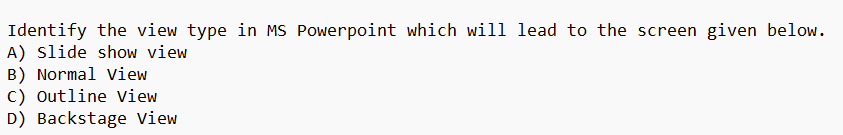 Identify the view type in MS Powerpoint which will lead to the screen given below.
A) Slide show view
B) Normal View
C) Outline View
D) Backstage View